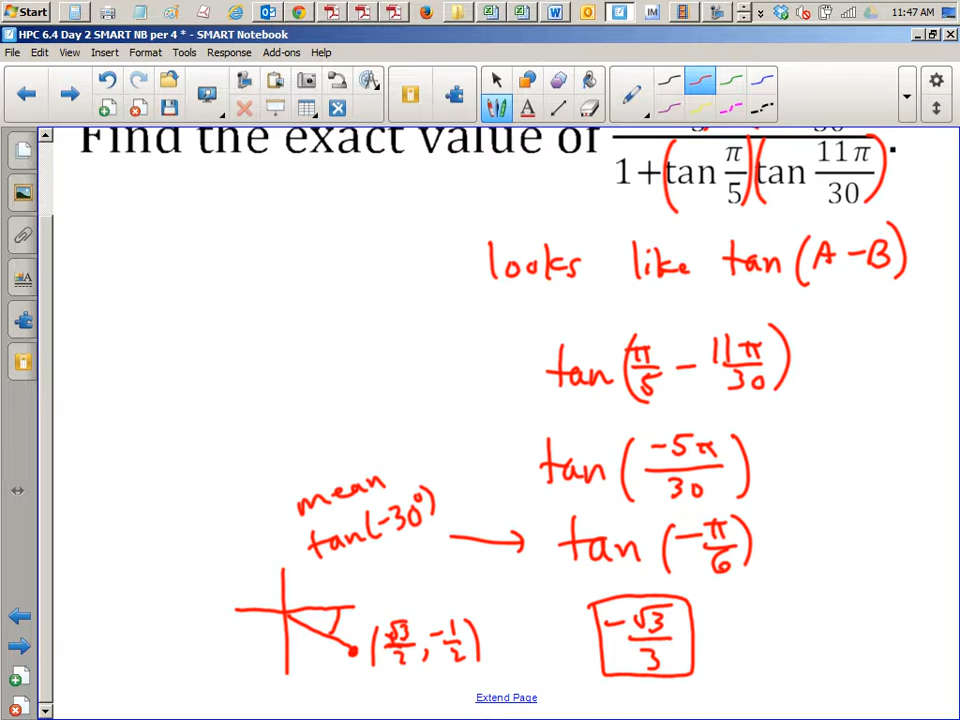 Start
11:47 AM
HPC 6.4 Day 2 SMART NB per 4 * - SMART Notebook
File Edit View Insert Format Tools Response Add-ons Help
Find the exact value of
1+(tan π/5)(tan 11π/30).
looks like tan (A-B)
tan (π/5 - 11π/30)
tan (-5π/30)
mean
tan(-30°)
tan (-π/6)
(√3/2, -1/2)
-√3/3
Extend Page